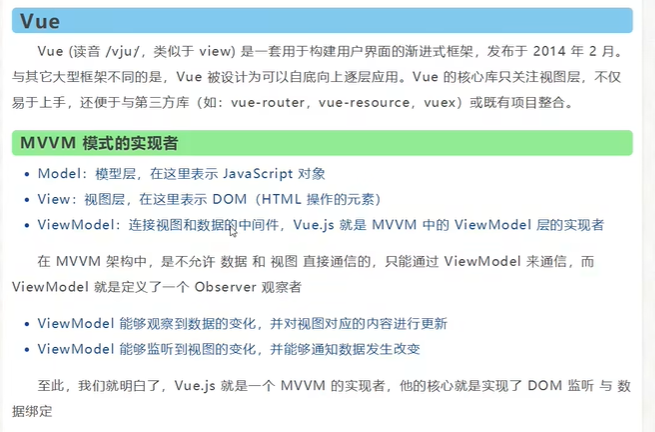 Vue
Vue (读音 /vju/，类似于 view) 是一套用于构建用户界面的渐进式框架，发布于 2014 年 2 月。
与其它大型框架不同的是，Vue 被设计为可以自底向上逐层应用。Vue 的核心库只关注视图层，不仅
易于上手，还便于与第三方库（如：vue-router，vue-resource，vuex）或既有项目整合。
MVVM 模式的实现者
• Model：模型层，在这里表示 JavaScript 对象
• View：视图层，在这里表示 DOM（HTML 操作的元素）
• ViewModel：连接视图和数据的中间件，Vue.js 就是 MVVM 中的 ViewModel 层的实现者
在 MVVM 架构中，是不允许 数据 和 视图 直接通信的，只能通过 ViewModel 来通信，而
ViewModel 就是定义了一个 Observer 观察者
• ViewModel 能够观察到数据的变化，并对视图对应的内容进行更新
• ViewModel 能够监听到视图的变化，并能够通知数据发生改变
至此，我们就明白了，Vue.js 就是一个 MVVM 的实现者，他的核心就是实现了 DOM 监听 与 数
据绑定